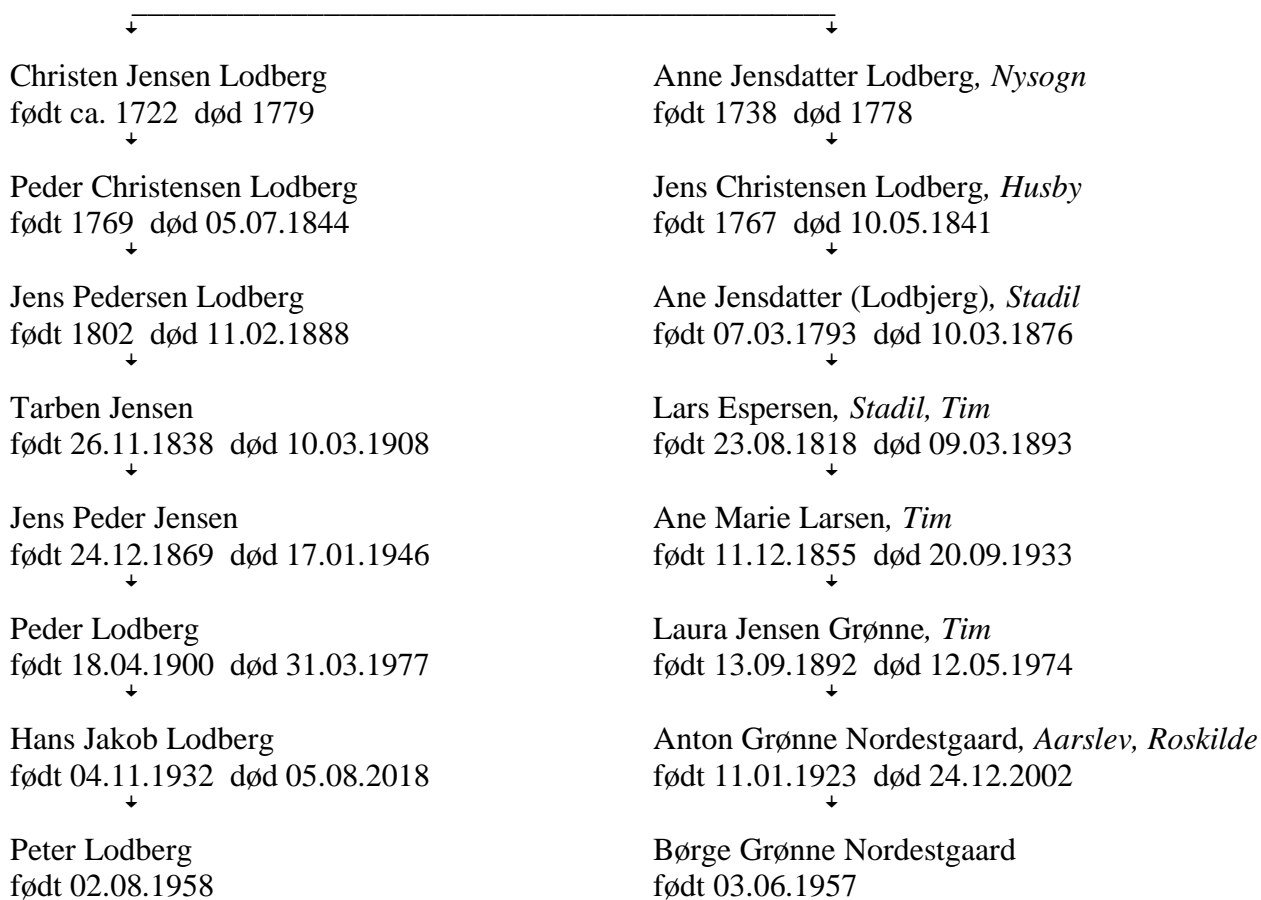 Christen Jensen Lodberg
født ca. 1722 død 1779
Peder Christensen Lodberg
født 1769 død 05.07.1844
Jens Pedersen Lodberg
født 1802 død 11.02.1888
Tarben Jensen
født 26.11.1838 død 10.03.1908
Jens Peder Jensen
født 24.12.1869 død 17.01.1946
Peder Lodberg
født 18.04.1900 død 31.03.1977
Hans Jakob Lodberg
født 04.11.1932 død 05.08.2018
Peter Lodberg
født 02.08.1958
Anne Jensdatter Lodberg, Nysogn
født 1738 død 1778
Jens Christensen Lodberg, Husby
født 1767 død 10.05.1841
Ane Jensdatter (Lodbjerg), Stadil
født 07.03.1793 død 10.03.1876
Lars Espersen, Stadil, Tim
født 23.08.1818 død 09.03.1893
Ane Marie Larsen, Tim
født 11.12.1855 død 20.09.1933
Laura Jensen Grønne, Tim
født 13.09.1892 død 12.05.1974
Anton Grønne Nordestgaard, Aarslev, Roskilde
født 11.01.1923 død 24.12.2002
Børge Grønne Nordestgaard
født 03.06.1957